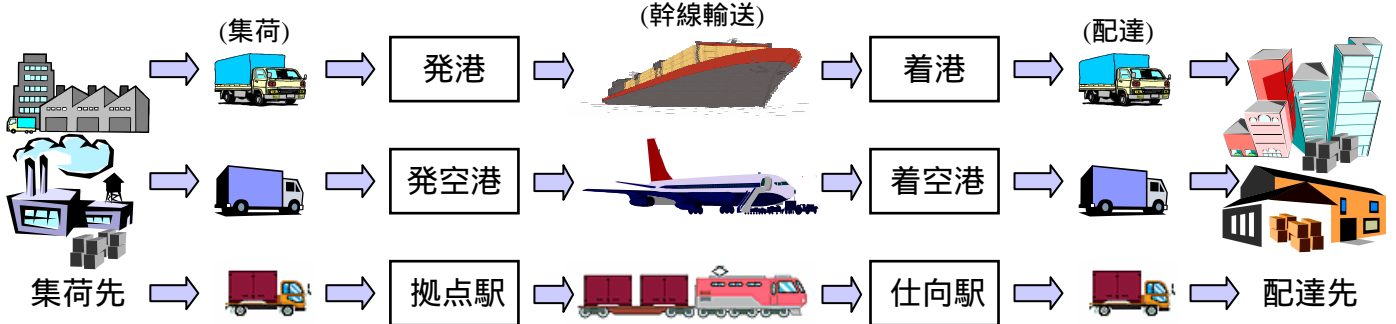 (集荷)
(幹線輸送)
(配達)
発港
着港
発空港
着空港
集荷先
拠点駅
仕向駅
配達先